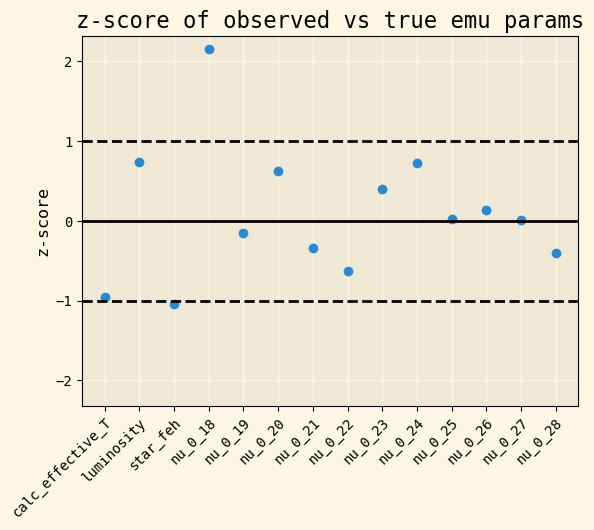 z-score of observed vs true emu params
z-score
2
1
0
−1
−2
calc_effective_T
luminosity
star_feh
nu_0_18
nu_0_19
nu_0_20
nu_0_21
nu_0_22
nu_0_23
nu_0_24
nu_0_25
nu_0_26
nu_0_27
nu_0_28